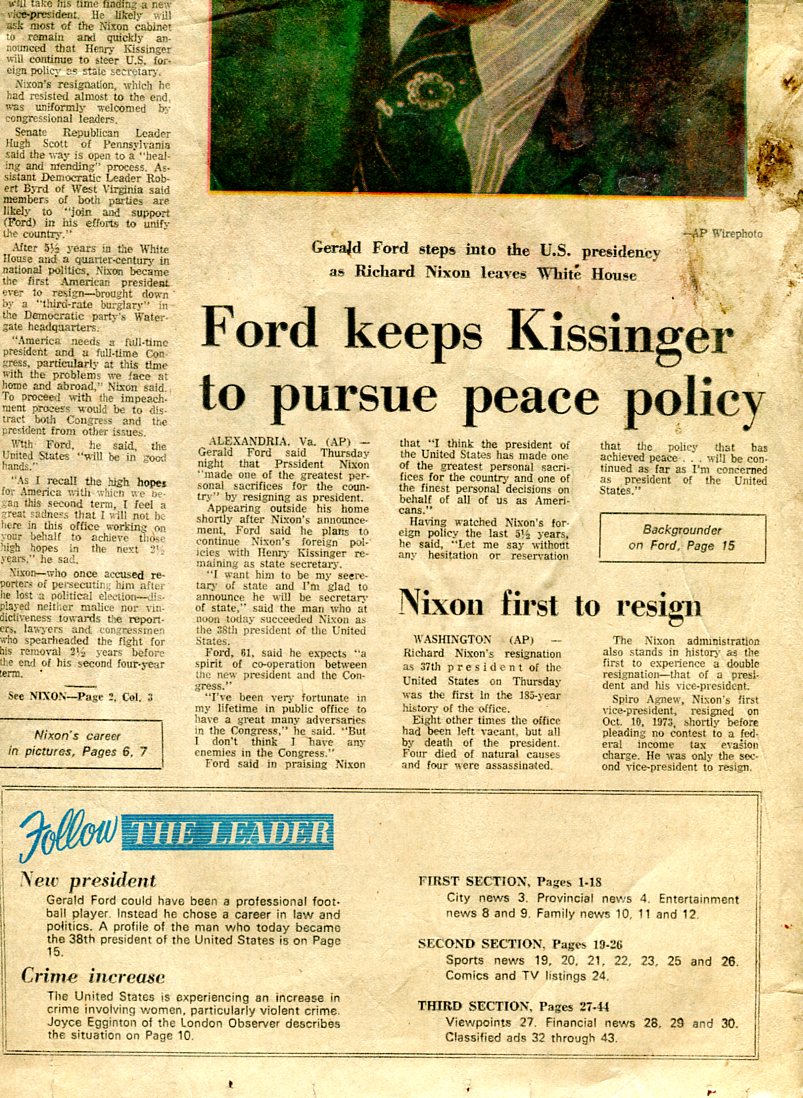 will take his time finding a new
vice-president. He likely will
ask most of the Nixon cabinet
to remain and quickly an-
nounced that Henry Kissinger
will continue to steer U.S. for-
eign policy as state secretary.
Nixon's resignation, which he
had resisted almost to the end,
was uniformly welcomed by
congressional leaders.
Senate Republican Leader
Hugh Scott of Pennsylvania
said the way is open to a "heal-
ing and mending" process. As-
sistant Democratic Leader Rob-
ert Byrd of West Virginia said
members of both parties are
likely to "join and support
(Ford) in his efforts to unify
the country."
After 5½ years in the White
House and a quarter-century in
national politics, Nixon became
the first American president
ever to resign—brought down
by a "third-rate burglary" in
the Democratic party's Water-
gate headquarters.
"America needs a full-time
president and a full-time Con-
gress, particularly at this time
with the problems we face at
home and abroad," Nixon said.
To proceed with the impeach-
ment process would be to dis-
tract both Congress and the
president from other issues.
With Ford, he said, the
United States "will be in good
hands."
"As I recall the high hopes
for America with which we be-
gan this second term, I feel a
great sadness that I will not be
here in this office working on
your behalf to achieve those
high hopes in the next 2½
years," he sad.
Nixon—who once accused re-
porters of persecuting him after
he lost a political election—dis-
played neither malice nor vin-
dictiveness towards the report-
ers, lawyers and congressmen
who spearheaded the fight for
his removal 2½ years before
the end of his second four-year
term.
See NIXON—Page 2, Col. 3
Nixon's career
in pictures, Pages 6, 7
—AP Wirephoto
Gerald Ford steps into the U.S. presidency
as Richard Nixon leaves White House
Ford keeps Kissinger
to pursue peace policy
ALEXANDRIA, Va. (AP) —
Gerald Ford said Thursday
night that Prssident Nixon
"made one of the greatest per-
sonal sacrifices for the coun-
try" by resigning as president.
Appearing outside his home
shortly after Nixon's announce-
ment, Ford said he plans to
continue Nixon's foreign pol-
icies with Henry Kissinger re-
maining as state secretary.
"I want him to be my secre-
tary of state and I'm glad to
announce he will be secretary
of state," said the man who at
noon today succeeded Nixon as
the 38th president of the United
States.
Ford, 61, said he expects "a
spirit of co-operation between
the new president and the Con-
gress."
"I've been very fortunate in
my lifetime in public office to
have a great many adversaries
in the Congress," he said. "But
I don't think I have any
enemies in the Congress."
Ford said in praising Nixon
that "I think the president of
the United States has made one
of the greatest personal sacri-
fices for the country and one of
the finest personal decisions on
behalf of all of us as Ameri-
cans."
Having watched Nixon's for-
eign policy the last 5½ years,
he said, "Let me say without
any hesitation or reservation
that the policy that has
achieved peace . . . will be con-
tinued as far as I'm concerned
as president of the United
States."
Backgrounder
on Ford, Page 15
Nixon first to resign
WASHINGTON (AP) —
Richard Nixon's resignation
as 37th president of the
United States on Thursday
was the first in the 185-year
history of the office.
Eight other times the office
had been left vacant, but all
by death of the president.
Four died of natural causes
and four were assassinated.
The Nixon administration
also stands in history as the
first to experience a double
resignation—that of a presi-
dent and his vice-president.
Spiro Agnew, Nixon's first
vice-president, resigned on
Oct. 10, 1973, shortly before
pleading no contest to a fed-
eral income tax evasion
charge. He was only the sec-
ond vice-president to resign.
Follow THE LEADER
New president
Gerald Ford could have been a professional foot-
ball player. Instead he chose a career in law and
politics. A profile of the man who today became
the 38th president of the United States is on Page
15.
Crime increase
The United States is experiencing an increase in
crime involving women, particularly violent crime.
Joyce Egginton of the London Observer describes
the situation on Page 10.
FIRST SECTION, Pages 1-18
City news 3. Provincial news 4. Entertainment
news 8 and 9. Family news 10, 11 and 12.
SECOND SECTION, Pages 19-26
Sports news 19, 20, 21, 22, 23, 25 and 26.
Comics and TV listings 24.
THIRD SECTION, Pages 27-44
Viewpoints 27. Financial news 28, 29 and 30.
Classified ads 32 through 43.